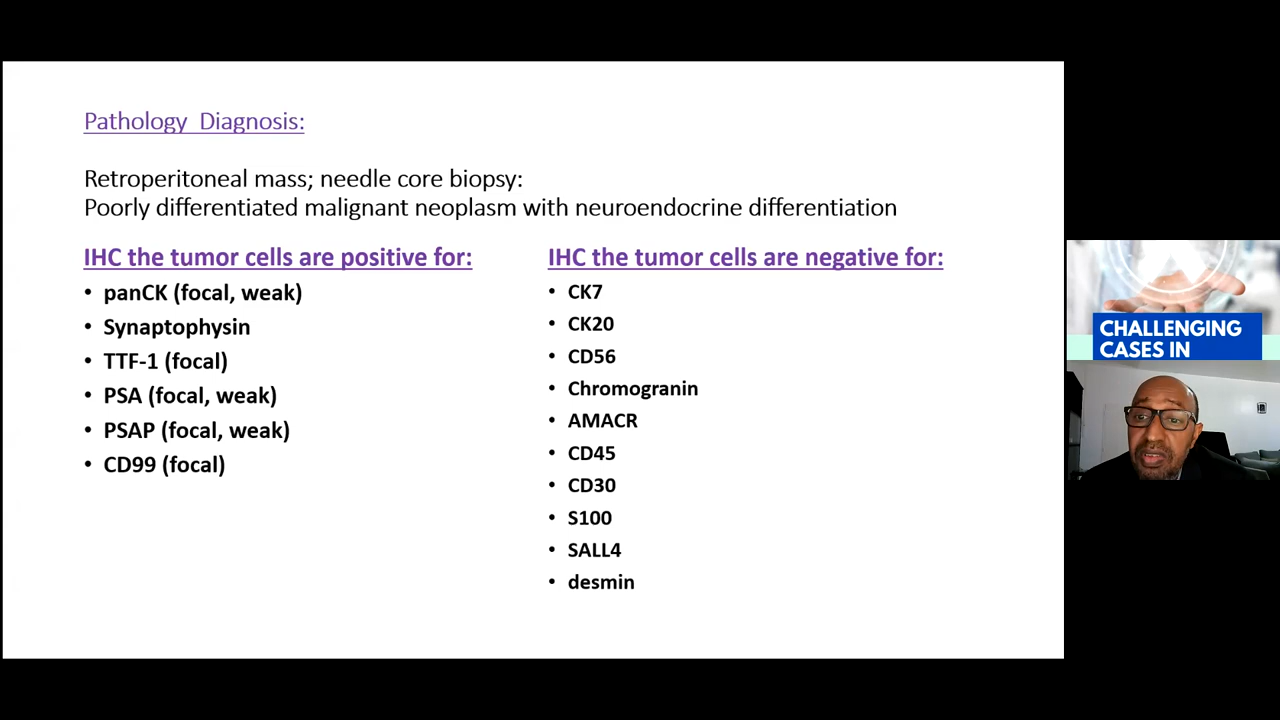 Pathology Diagnosis:
Retroperitoneal mass; needle core biopsy:
Poorly differentiated malignant neoplasm with neuroendocrine differentiation
IHC the tumor cells are positive for:
• panCK (focal, weak)
• Synaptophysin
• TTF-1 (focal)
• PSA (focal, weak)
• PSAP (focal, weak)
• CD99 (focal)
IHC the tumor cells are negative for:
• CK7
• CK20
• CD56
• Chromogranin
• AMACR
• CD45
• CD30
• S100
• SALL4
• desmin
CHALLENGING
CASES IN